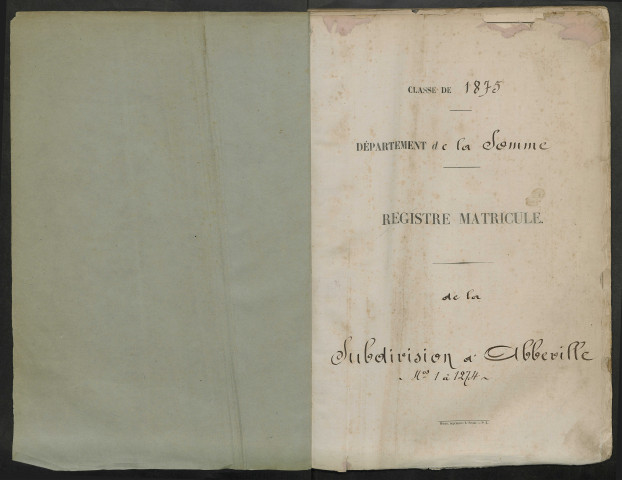 CLASSE DE 1875
DÉPARTEMENT de la Somme
REGISTRE MATRICULE.
de la
Subdivision d'Abbeville
Nos 1 à 1274